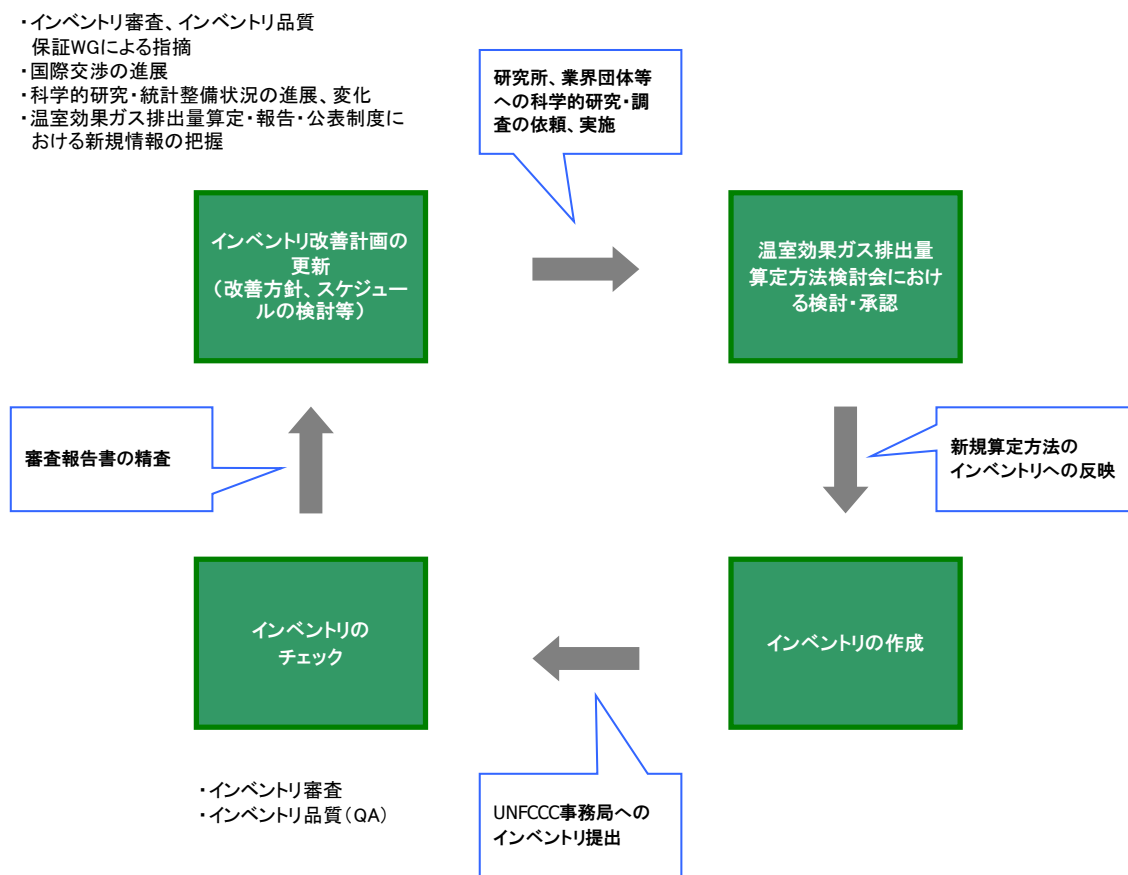 ・インベントリ審査、インベントリ品質
保証WGによる指摘
・国際交渉の進展
・科学的研究・統計整備状況の進展、変化
・温室効果ガス排出量算定・報告・公表制度に
おける新規情報の把握
研究所、業界団体等
への科学的研究・調
査の依頼、実施
インベントリ改善計画の
更新
（改善方針、スケジュー
ルの検討等）
温室効果ガス排出量
算定方法検討会におけ
る検討・承認
審査報告書の精査
新規算定方法の
インベントリへの反映
インベントリの
チェック
インベントリの作成
・インベントリ審査
・インベントリ品質（QA）
UNFCCC事務局への
インベントリ提出